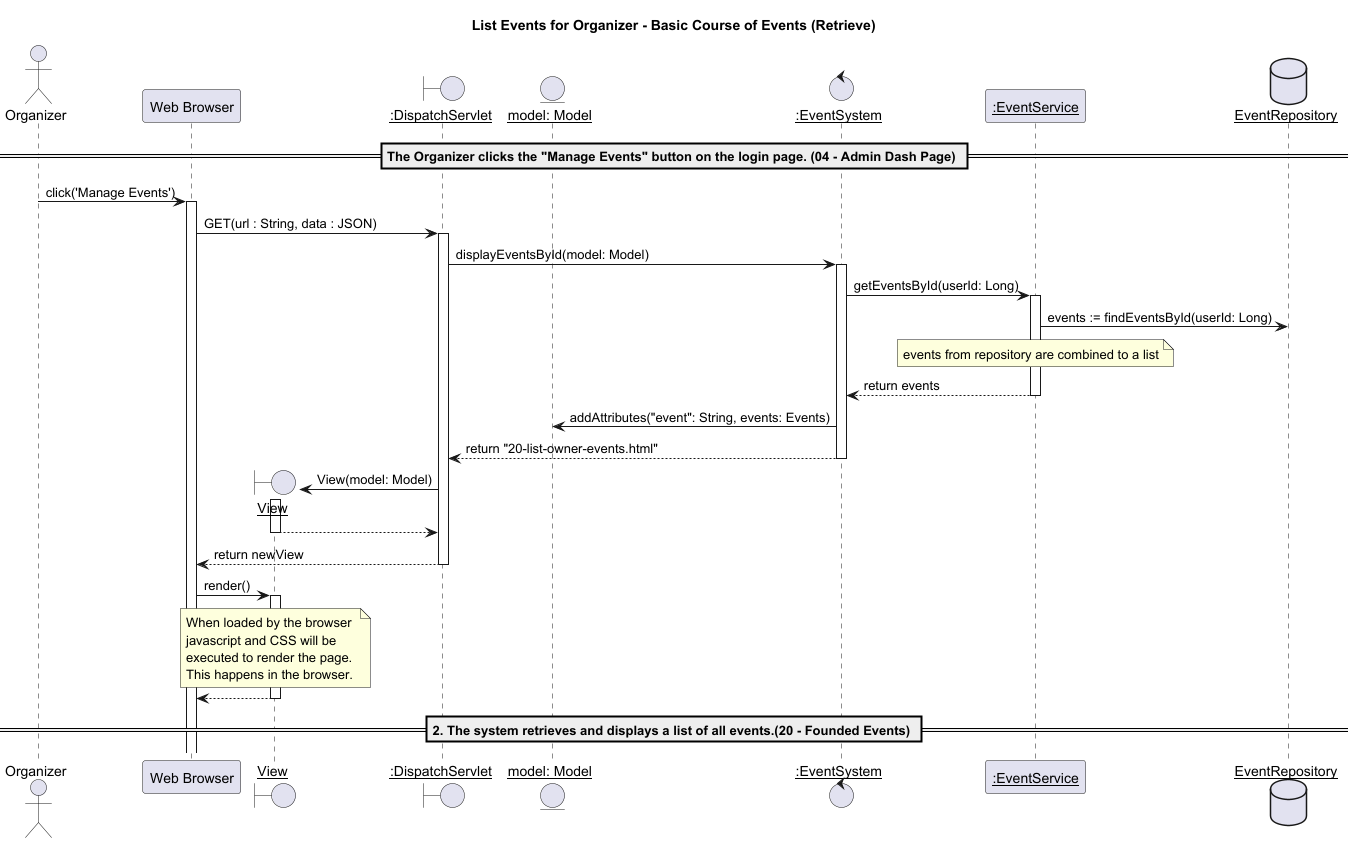 List Events for Organizer - Basic Course of Events (Retrieve)
Organizer
Web Browser
:DispatchServlet
model: Model
:EventSystem
:EventService
EventRepository
The Organizer clicks the "Manage Events" button on the login page. (04 - Admin Dash Page)
click('Manage Events')
GET(url : String, data : JSON)
displayEventsById(model: Model)
getEventsById(userId: Long)
events := findEventsById(userId: Long)
events from repository are combined to a list
return events
addAttributes("event": String, events: Events)
return "20-list-owner-events.html"
View(model: Model)
View
return newView
render()
When loaded by the browser
javascript and CSS will be
executed to render the page.
This happens in the browser.
2. The system retrieves and displays a list of all events.(20 - Founded Events)
Organizer
Web Browser
View
:DispatchServlet
model: Model
:EventSystem
:EventService
EventRepository